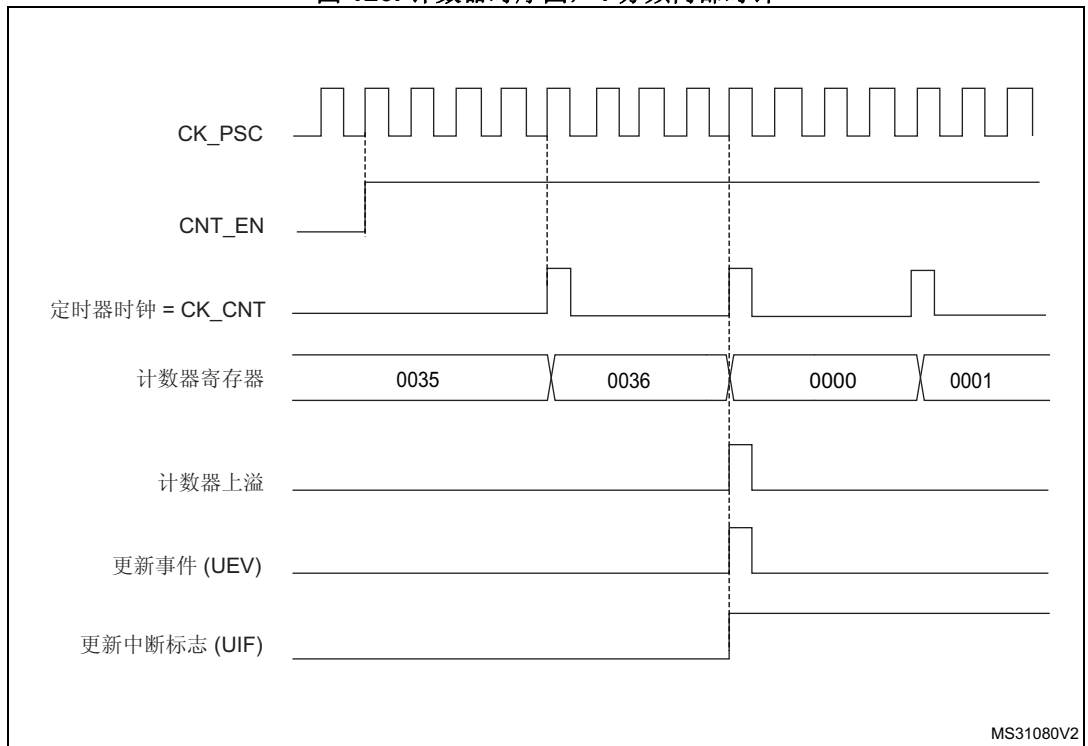 CK_PSC
CNT_EN
定时器时钟 = CK_CNT
计数器寄存器
0035
0036
0000
0001
计数器上溢
更新事件 (UEV)
更新中断标志 (UIF)
MS31080V2